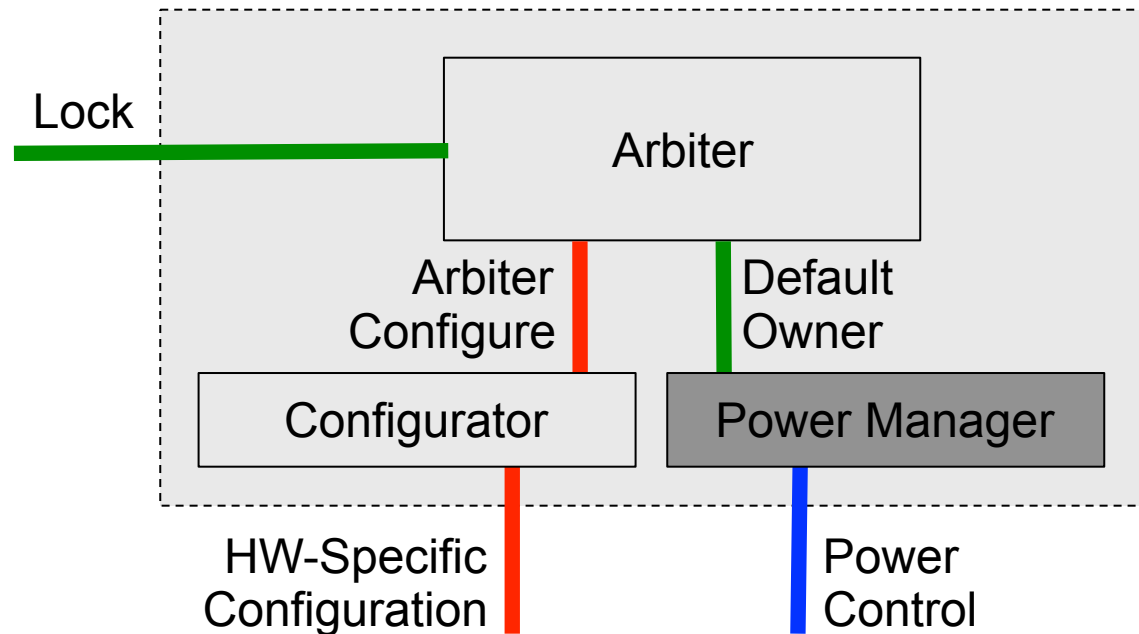 Lock
Arbiter
Arbiter
Configure
Default
Owner
Configurator
Power Manager
HW-Specific
Configuration
Power
Control